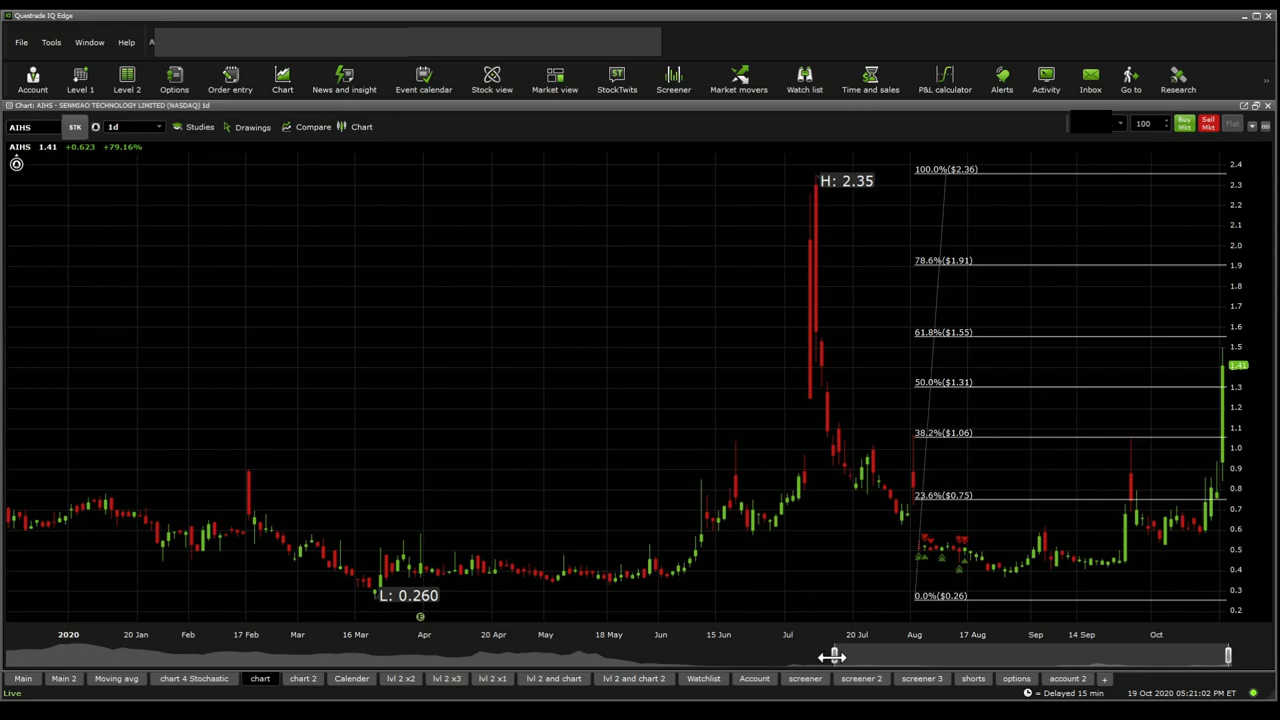 Questrade IQ Edge
File Tools Window Help A
Account Level 1 Level 2 Options Order entry Chart News and insight Event calendar Stock view Market view StockTwits Screener Market movers Watch list Time and sales P&L calculator Alerts Activity Inbox Go to Research
Chart: AIHS - SENMIAO TECHNOLOGY LIMITED (NASDAQ) 1d
AIHS STK 1d Studies Drawings Compare Chart 100 Buy Mkt Sell Mkt Flat
AIHS 1.41 +0.623 +79.16%
100.0%($2.36)
H: 2.35
78.6%($1.91)
61.8%($1.55)
50.0%($1.31)
38.2%($1.06)
23.6%($0.75)
0.0%($0.26)
L: 0.260
E
2.4
2.3
2.2
2.1
2.0
1.9
1.8
1.7
1.6
1.5
1.41
1.3
1.2
1.1
1.0
0.9
0.8
0.7
0.6
0.5
0.4
0.3
0.2
2020 20 Jan Feb 17 Feb Mar 16 Mar Apr 20 Apr May 18 May Jun 15 Jun Jul 20 Jul Aug 17 Aug Sep 14 Sep Oct
Main Main 2 Moving avg chart 4 Stochastic chart chart 2 Calender lvl 2 x2 lvl 2 x3 lvl 2 x1 lvl 2 and chart lvl 2 and chart 2 Watchlist Account screener screener 2 screener 3 shorts options account 2 +
Live = Delayed 15 min 19 Oct 2020 05:21:02 PM ET